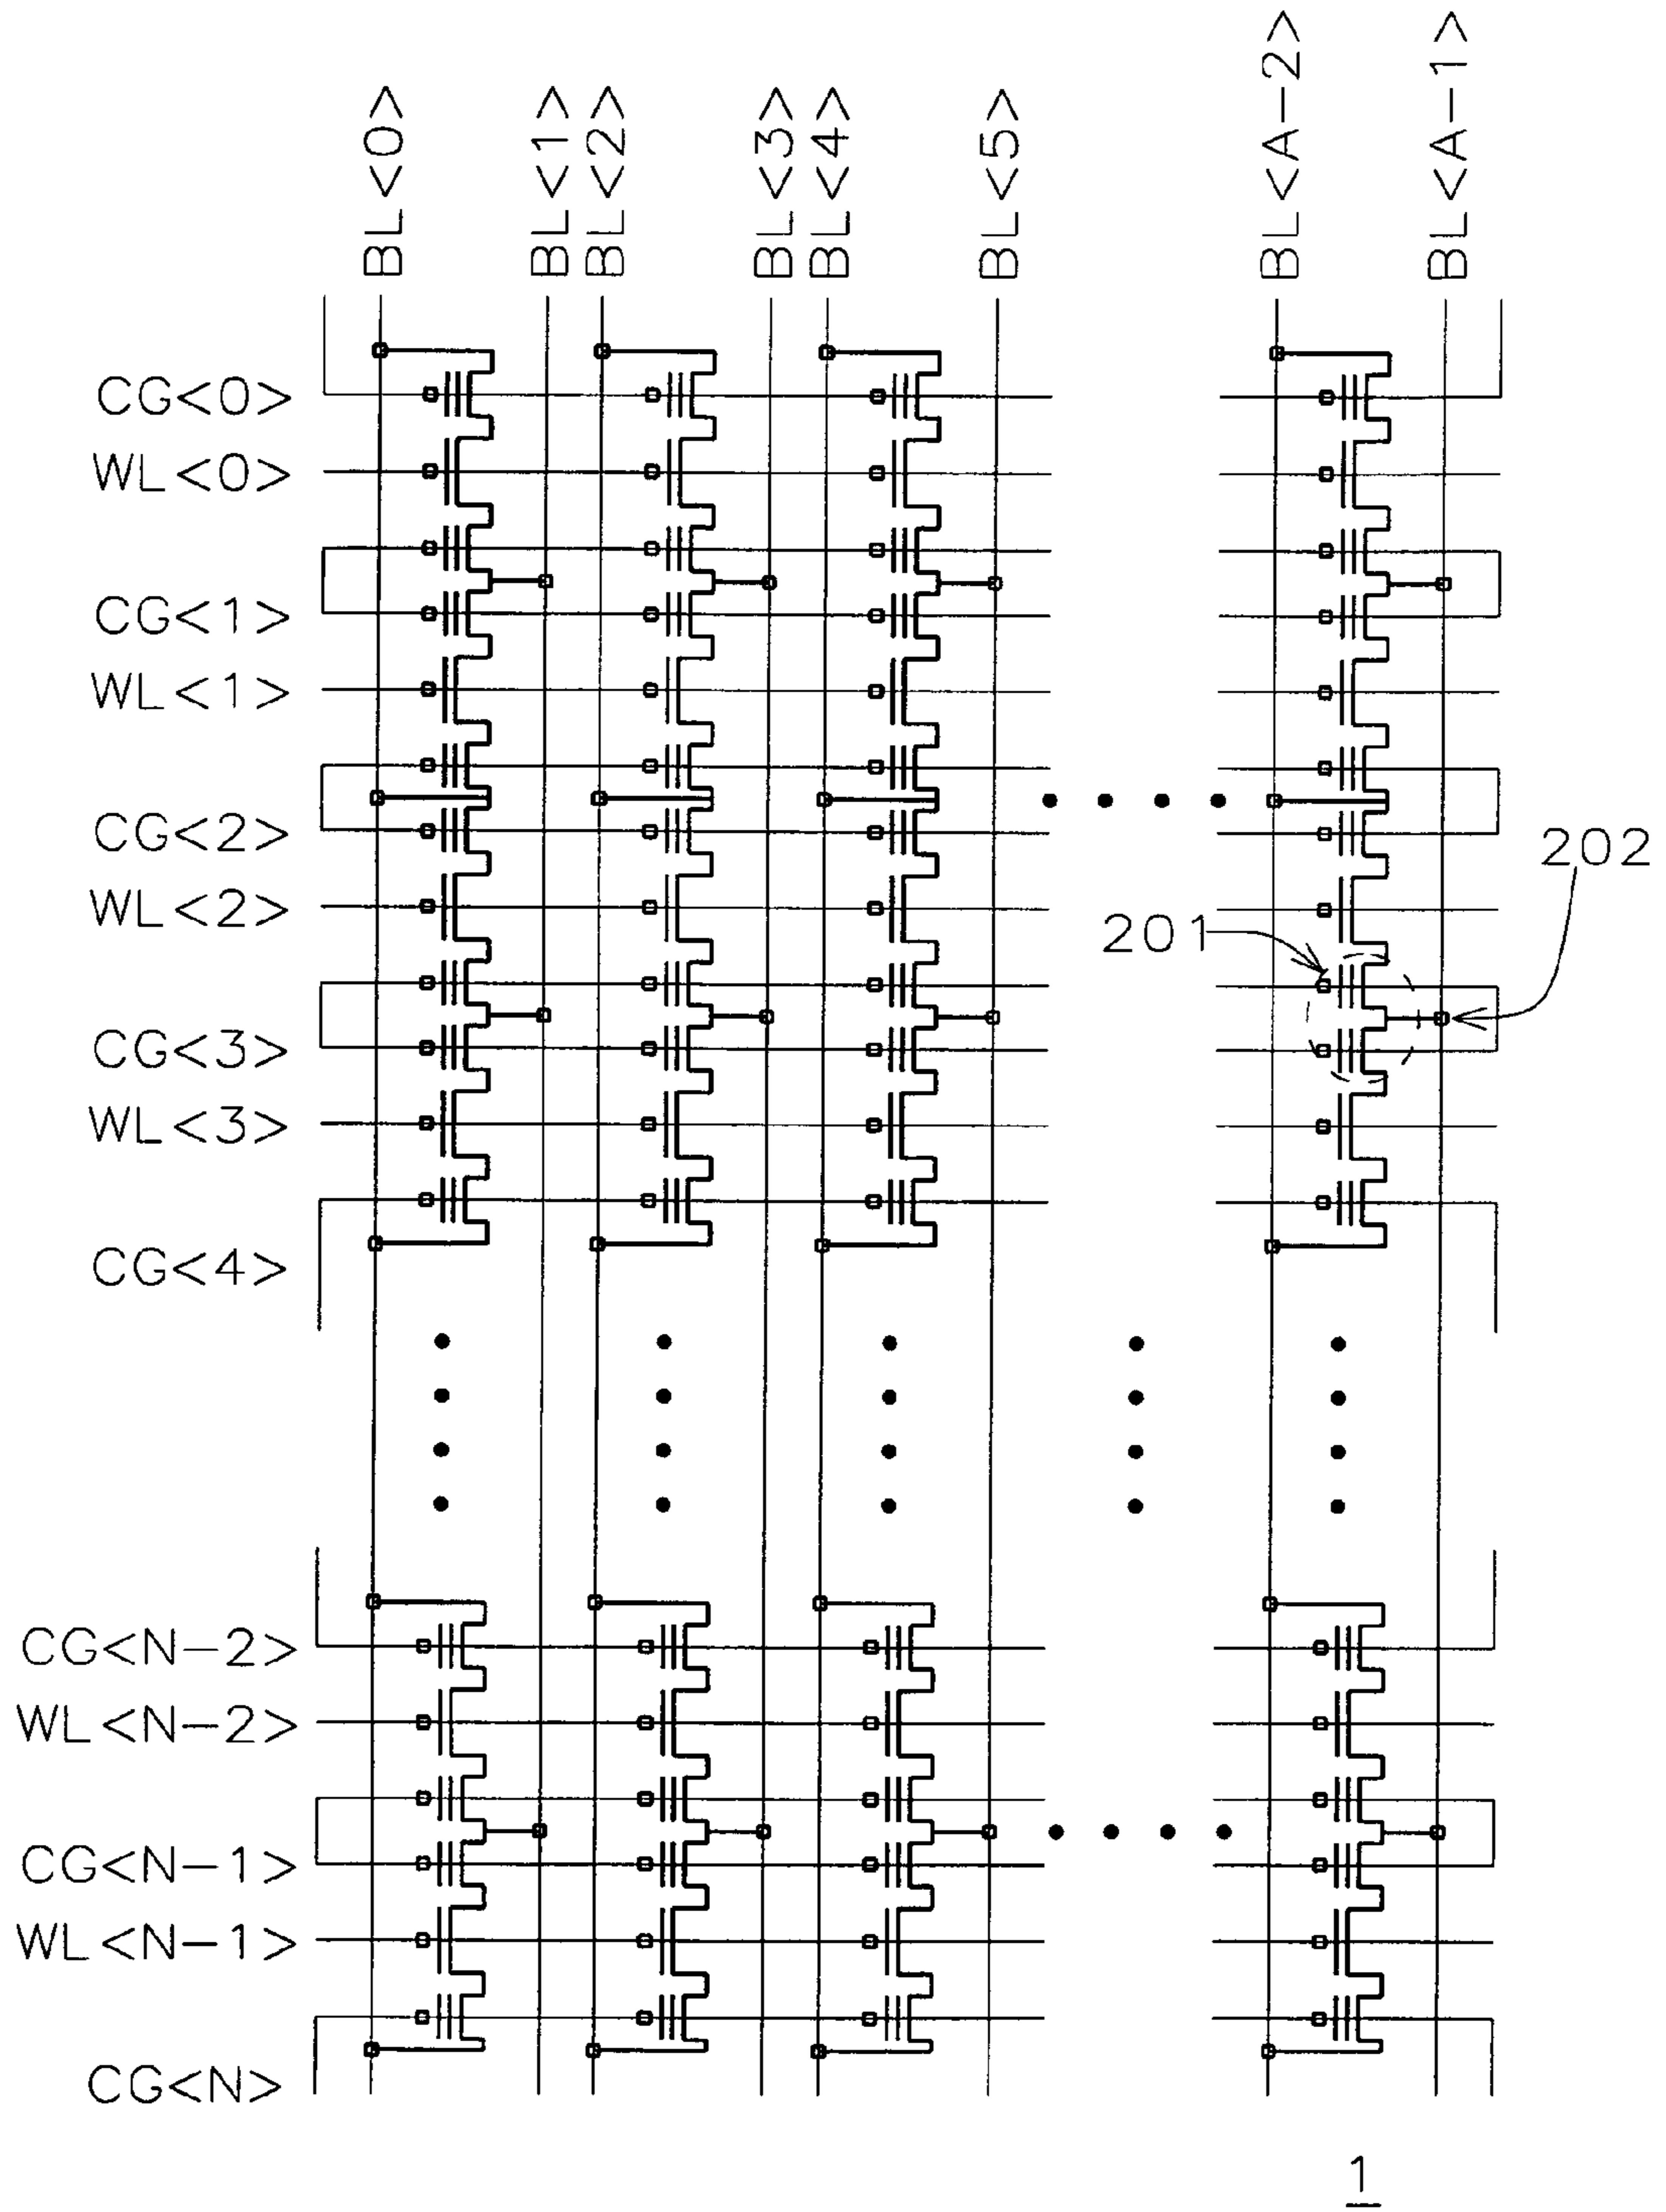 BL<0>
BL<1>
BL<2>
BL<3>
BL<4>
BL<5>
BL<A-2>
BL<A-1>
CG<0>
WL<0>
CG<1>
WL<1>
CG<2>
WL<2>
CG<3>
WL<3>
CG<4>
201
202
CG<N-2>
WL<N-2>
CG<N-1>
WL<N-1>
CG<N>
1